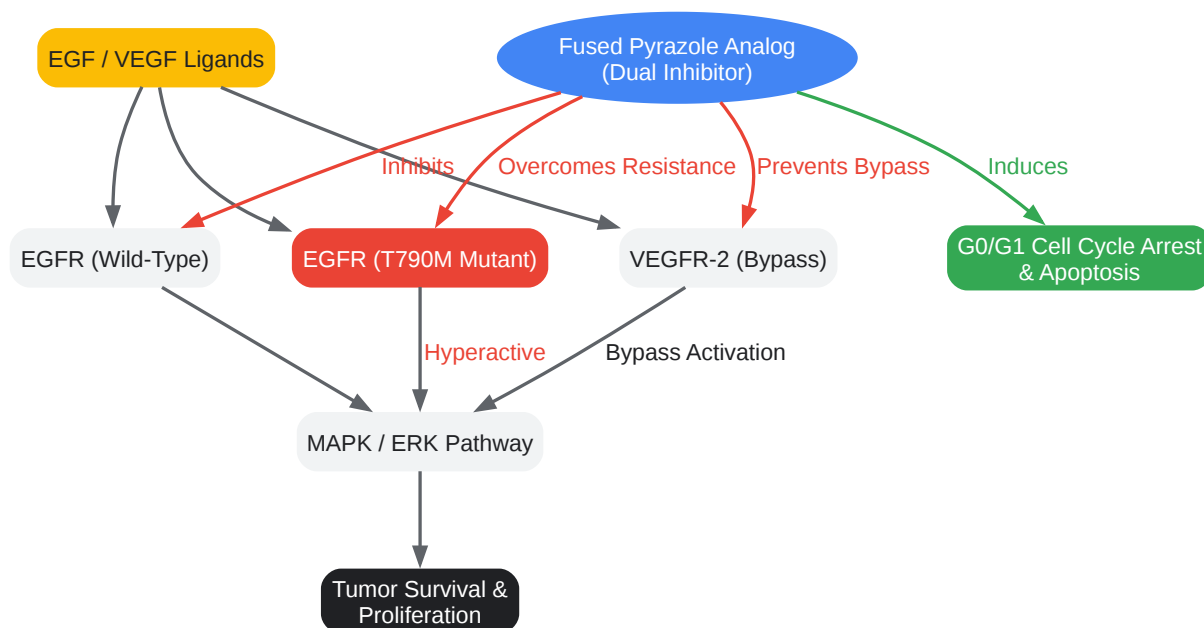 EGF / VEGF Ligands
Fused Pyrazole Analog
(Dual Inhibitor)
Inhibits
Overcomes Resistance
Prevents Bypass
Induces
EGFR (Wild-Type)
EGFR (T790M Mutant)
VEGFR-2 (Bypass)
G0/G1 Cell Cycle Arrest
& Apoptosis
Hyperactive
Bypass Activation
MAPK / ERK Pathway
Tumor Survival &
Proliferation